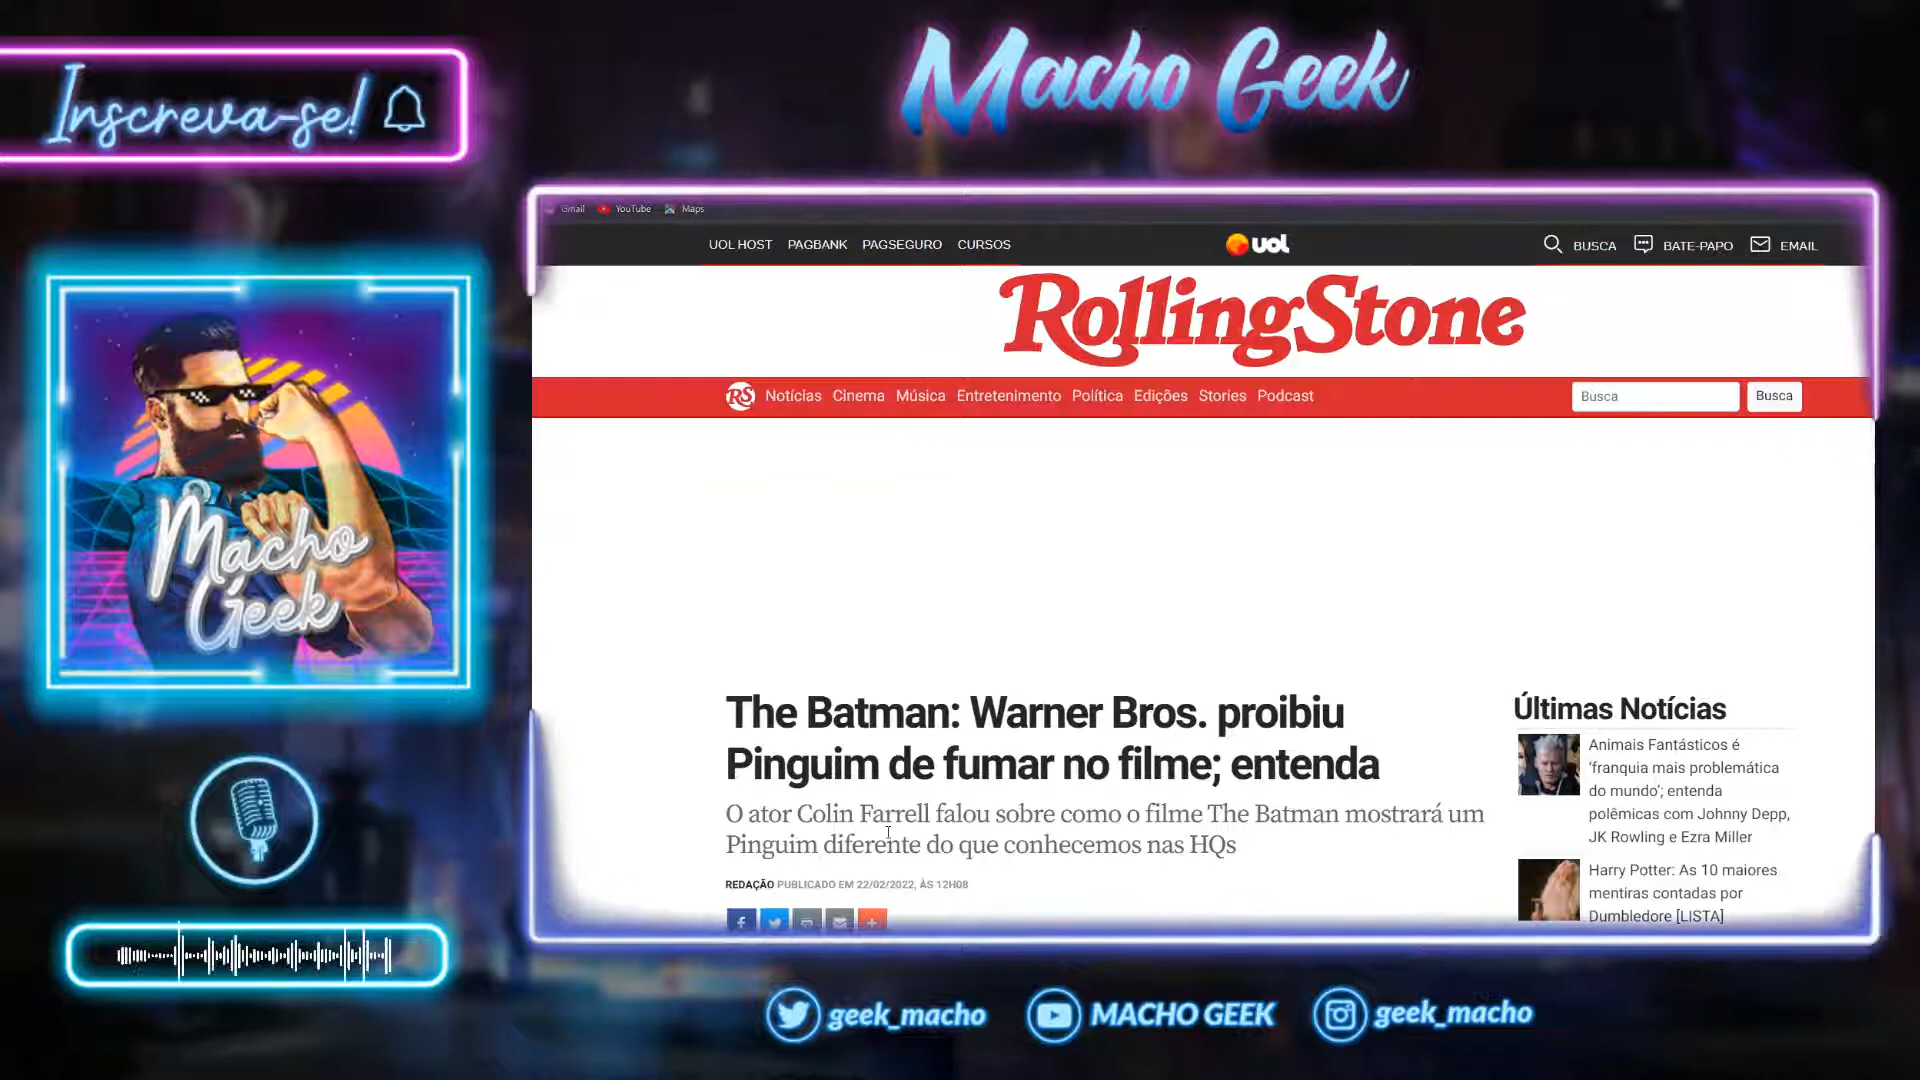 Inscreva-se!
Macho Geek
Macho
Geek
Gmail YouTube Maps
UOL HOST PAGBANK PAGSEGURO CURSOS
uol
BUSCA BATE-PAPO EMAIL
RollingStone
RS Notícias Cinema Música Entretenimento Política Edições Stories Podcast
Busca Busca
The Batman: Warner Bros. proibiu
Pinguim de fumar no filme; entenda
O ator Colin Farrell falou sobre como o filme The Batman mostrará um
Pinguim diferente do que conhecemos nas HQs
REDAÇÃO PUBLICADO EM 22/02/2022, ÀS 12H08
Últimas Notícias
Animais Fantásticos é
‘franquia mais problemática
do mundo’; entenda
polêmicas com Johnny Depp,
JK Rowling e Ezra Miller
Harry Potter: As 10 maiores
mentiras contadas por
Dumbledore [LISTA]
geek_macho MACHO GEEK geek_macho